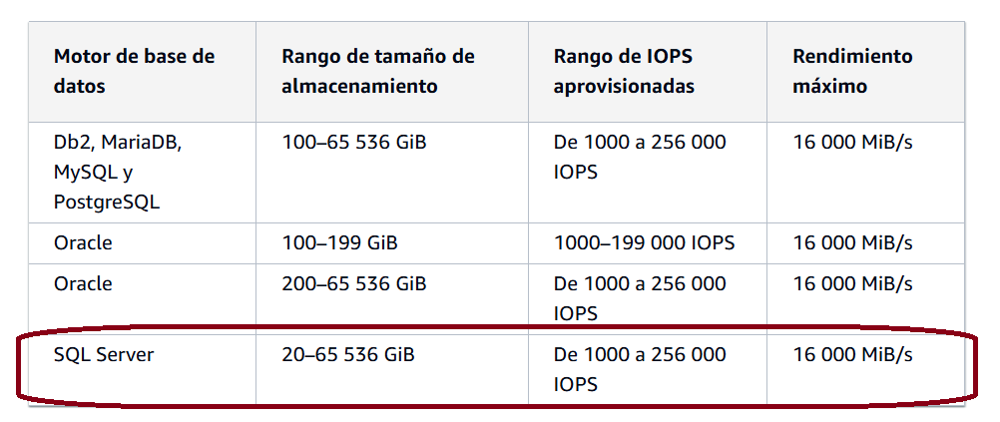 Motor de base de datos
Rango de tamaño de almacenamiento
Rango de IOPS aprovisionadas
Rendimiento máximo
Db2, MariaDB, MySQL y PostgreSQL
100–65 536 GiB
De 1000 a 256 000 IOPS
16 000 MiB/s
Oracle
100–199 GiB
1000–199 000 IOPS
16 000 MiB/s
Oracle
200–65 536 GiB
De 1000 a 256 000 IOPS
16 000 MiB/s
SQL Server
20–65 536 GiB
De 1000 a 256 000 IOPS
16 000 MiB/s